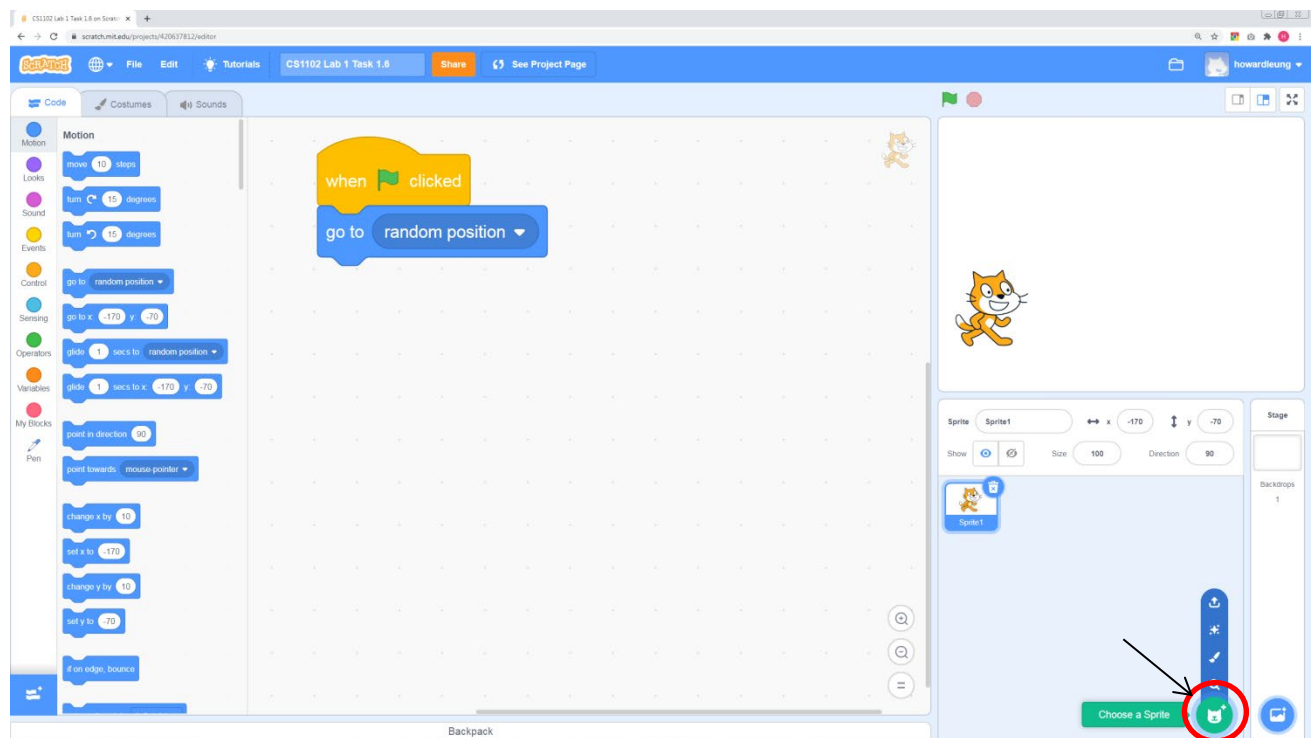 CS1102 Lab 1 Task 1.6 on Scratc
scratch.mit.edu/projects/420637812/editor
SCRATCH File Edit Tutorials CS1102 Lab 1 Task 1.6 Share See Project Page howardleung
Code Costumes Sounds
Motion
Looks
Sound
Events
Control
Sensing
Operators
Variables
My Blocks
Pen
Motion
move 10 steps
turn 15 degrees
turn 15 degrees
go to random position
go to x: -170 y: -70
glide 1 secs to random position
glide 1 secs to x: -170 y: -70
point in direction 90
point towards mouse-pointer
change x by 10
set x to -170
change y by 10
set y to -70
if on edge, bounce
when clicked
go to random position
Backpack
Sprite Sprite1 x -170 y -70
Show Size 100 Direction 90
Sprite1
Stage
Backdrops
1
Choose a Sprite